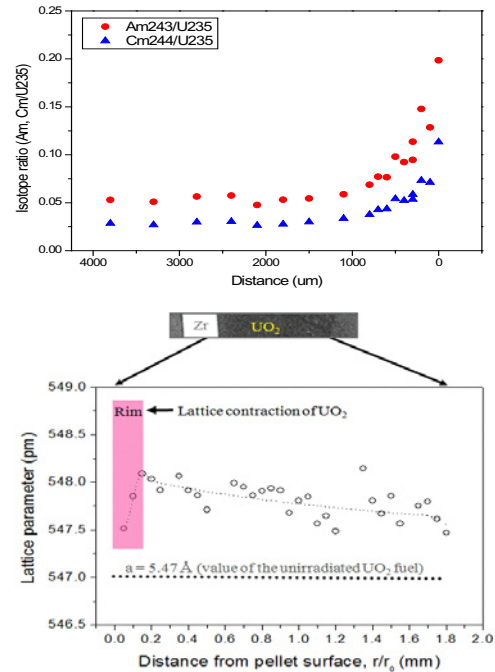 0.25
Am243/U235
Cm244/U235
0.20
0.15
0.10
0.05
0.00
Isotope ratio (Am, Cm/U235)
4000 3000 2000 1000 0
Distance (um)
Zr UO₂
549.0
548.5
548.0
547.5
547.0
546.5
Lattice parameter (pm)
Rim
Lattice contraction of UO₂
a = 5.47 Å (value of the unirradiated UO₂ fuel)
0.0 0.2 0.4 0.6 0.8 1.0 1.2 1.4 1.6 1.8 2.0
Distance from pellet surface, r/r₀ (mm)